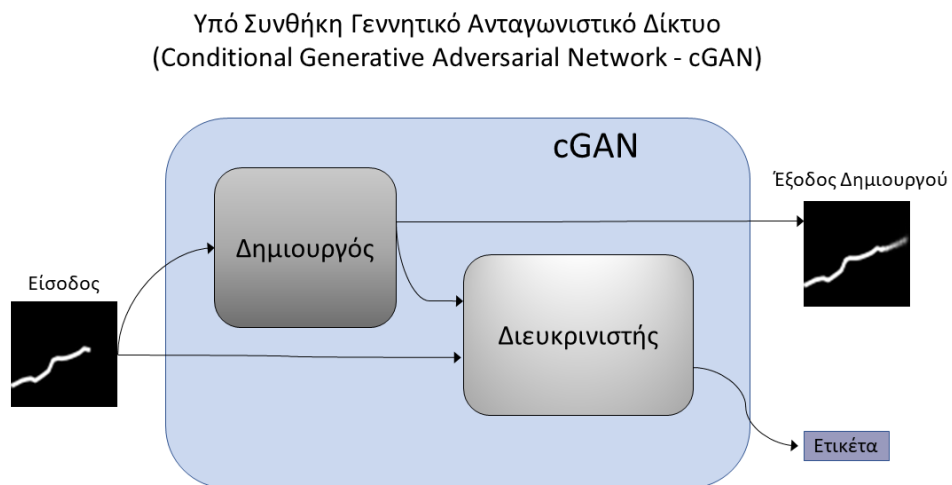 Υπό Συνθήκη Γεννητικό Ανταγωνιστικό Δίκτυο
(Conditional Generative Adversarial Network - cGAN)
cGAN
Έξοδος Δημιουργού
Δημιουργός
Είσοδος
Διευκρινιστής
Ετικέτα